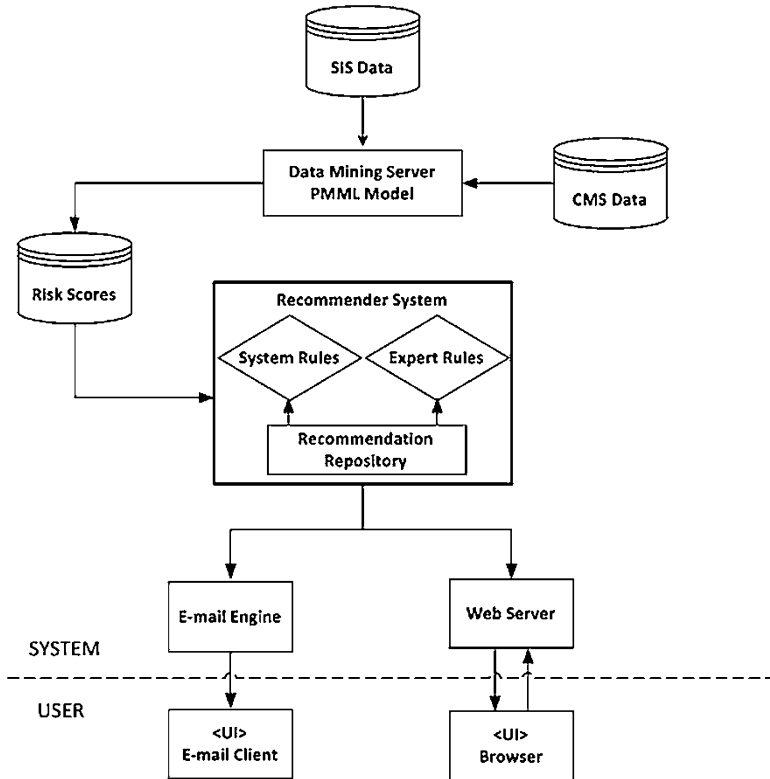 SIS Data
Data Mining Server
PMML Model
CMS Data
Risk Scores
Recommender System
System Rules
Expert Rules
Recommendation
Repository
E-mail Engine
Web Server
SYSTEM
USER
<UI>
E-mail Client
<UI>
Browser